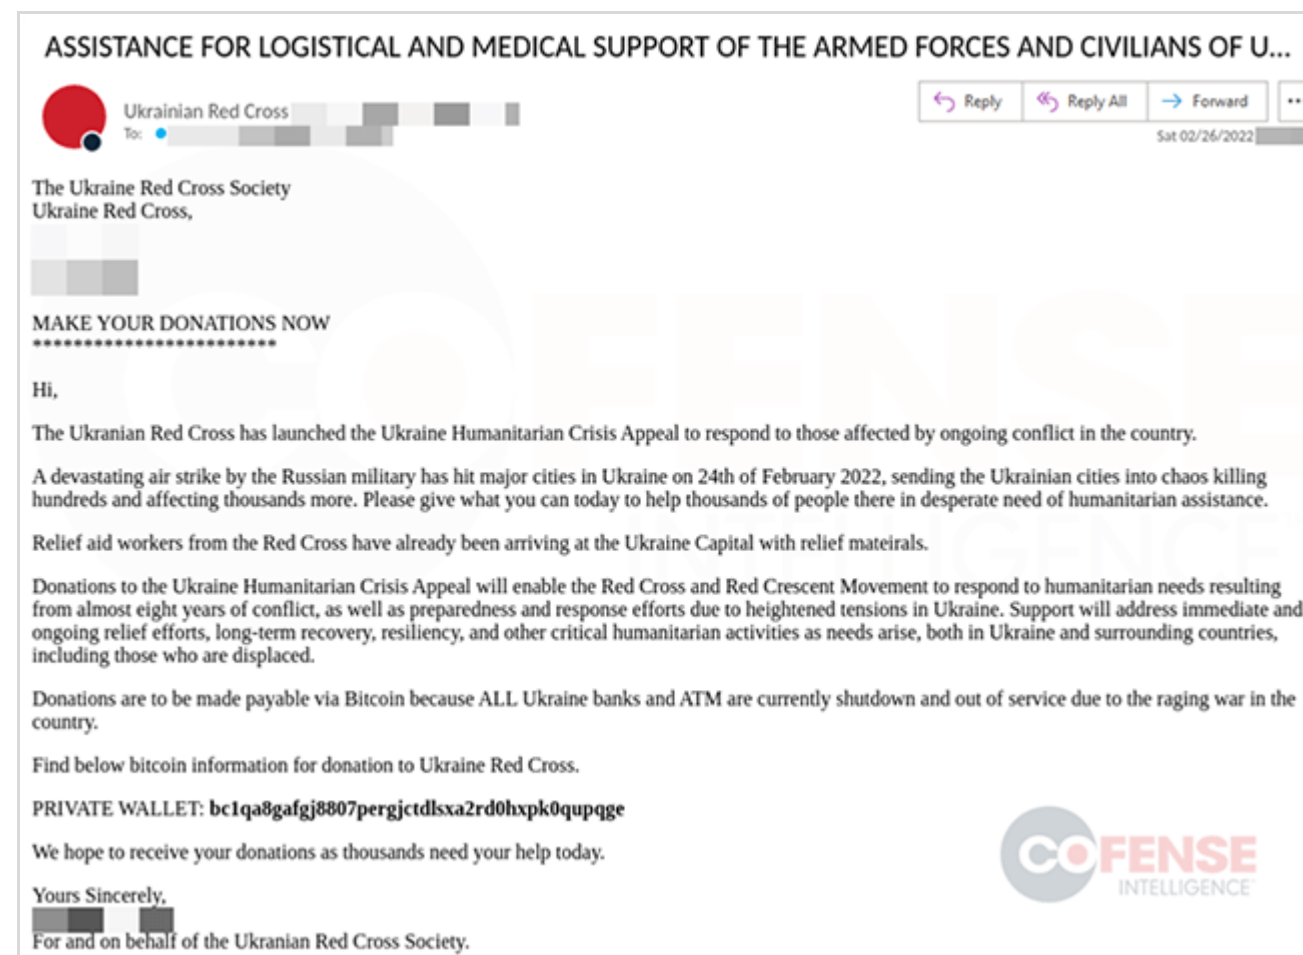 ASSISTANCE FOR LOGISTICAL AND MEDICAL SUPPORT OF THE ARMED FORCES AND CIVILIANS OF U...
Ukrainian Red Cross
To:
Reply
Reply All
Forward
Sat 02/26/2022
The Ukraine Red Cross Society
Ukraine Red Cross,
MAKE YOUR DONATIONS NOW
************************
Hi,
The Ukranian Red Cross has launched the Ukraine Humanitarian Crisis Appeal to respond to those affected by ongoing conflict in the country.
A devastating air strike by the Russian military has hit major cities in Ukraine on 24th of February 2022, sending the Ukrainian cities into chaos killing
hundreds and affecting thousands more. Please give what you can today to help thousands of people there in desperate need of humanitarian assistance.
Relief aid workers from the Red Cross have already been arriving at the Ukraine Capital with relief mateirals.
Donations to the Ukraine Humanitarian Crisis Appeal will enable the Red Cross and Red Crescent Movement to respond to humanitarian needs resulting
from almost eight years of conflict, as well as preparedness and response efforts due to heightened tensions in Ukraine. Support will address immediate and
ongoing relief efforts, long-term recovery, resiliency, and other critical humanitarian activities as needs arise, both in Ukraine and surrounding countries,
including those who are displaced.
Donations are to be made payable via Bitcoin because ALL Ukraine banks and ATM are currently shutdown and out of service due to the raging war in the
country.
Find below bitcoin information for donation to Ukraine Red Cross.
PRIVATE WALLET: bc1qa8gafgj8807pergjctdlsxa2rd0hxpk0qupqge
We hope to receive your donations as thousands need your help today.
COFENSE
INTELLIGENCE
Yours Sincerely,
For and on behalf of the Ukranian Red Cross Society.